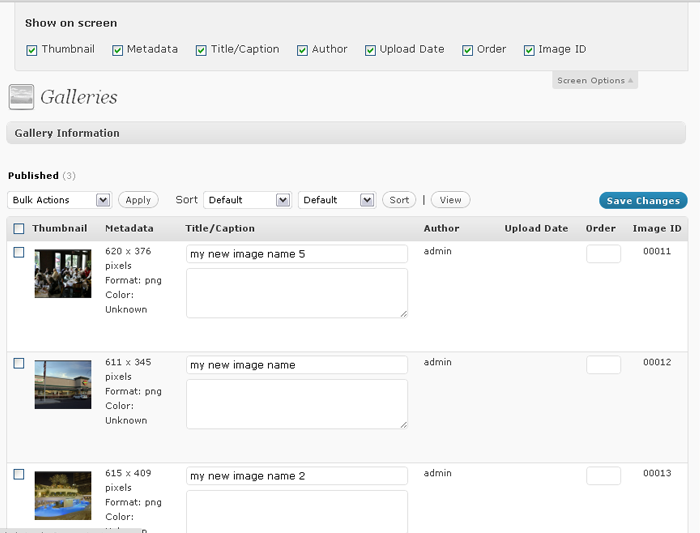 Show on screen
Thumbnail Metadata Title/Caption Author Upload Date Order Image ID
Screen Options
Galleries
Gallery Information
Published (3)
Bulk Actions Apply Sort Default Default Sort | View Save Changes
Thumbnail Metadata Title/Caption Author Upload Date Order Image ID
620 x 376 my new image name 5 admin 00011
pixels
Format: png
Color:
Unknown
611 x 345 my new image name admin 00012
pixels
Format: png
Color:
Unknown
615 x 409 my new image name 2 admin 00013
pixels
Format: png
Color: